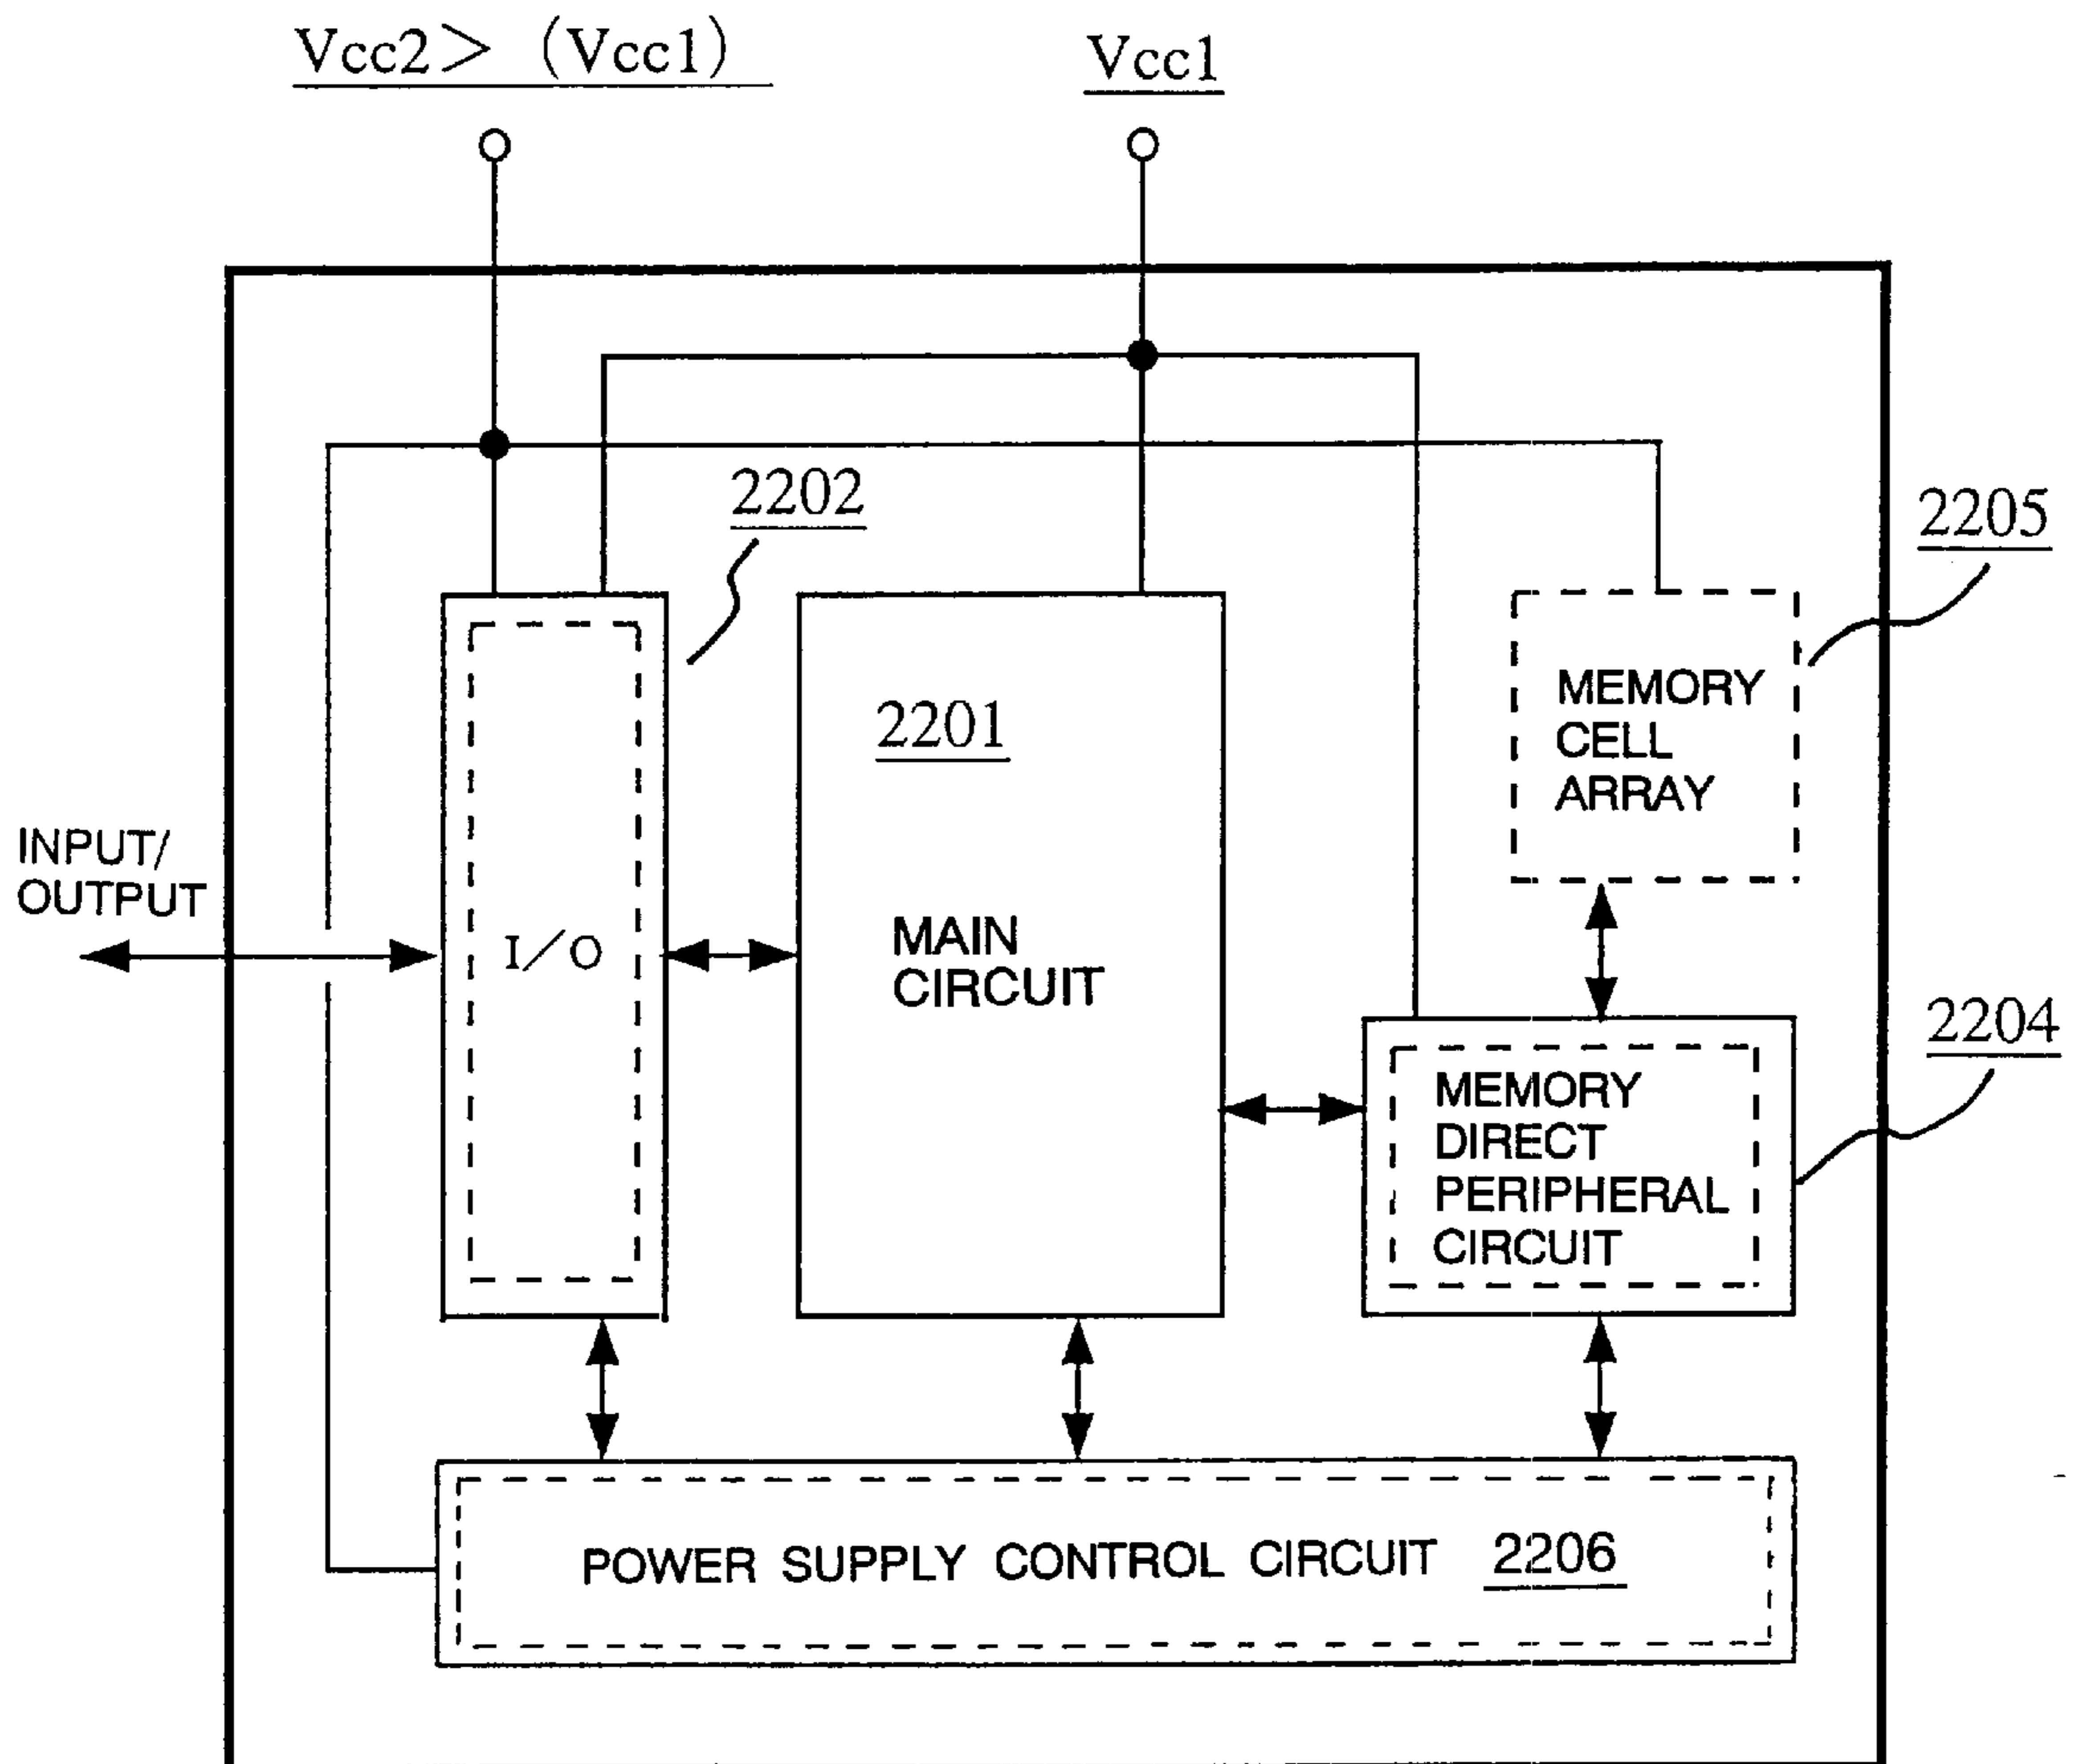 Vcc2> (Vcc1)
Vcc1
2202
2205
2201
MEMORY
CELL
ARRAY
INPUT/
OUTPUT
I/O
MAIN
CIRCUIT
2204
MEMORY
DIRECT
PERIPHERAL
CIRCUIT
POWER SUPPLY CONTROL CIRCUIT 2206